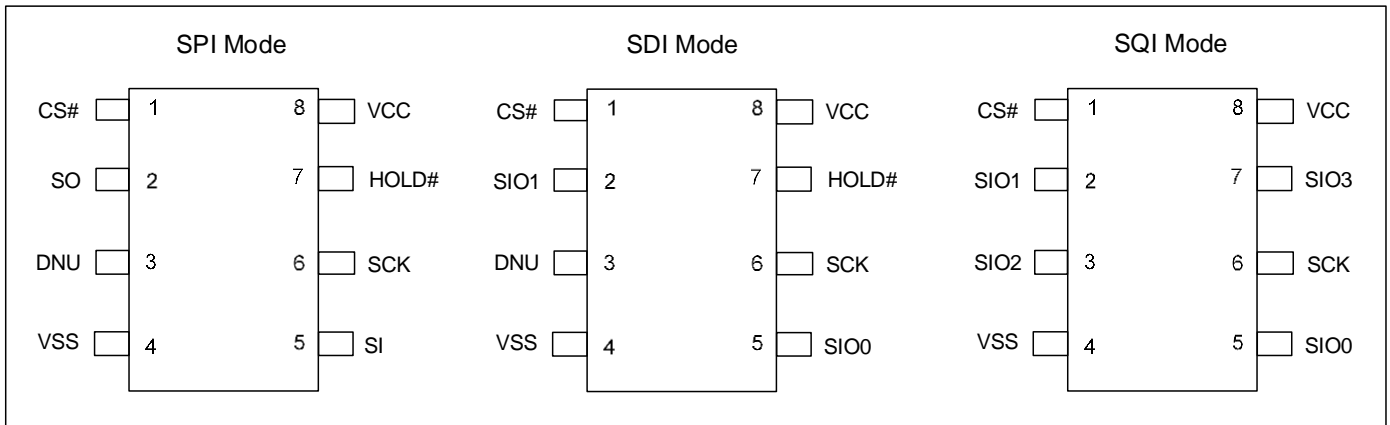 SPI Mode
CS# 1 8 VCC
SO 2 7 HOLD#
DNU 3 6 SCK
VSS 4 5 SI
SDI Mode
CS# 1 8 VCC
SIO1 2 7 HOLD#
DNU 3 6 SCK
VSS 4 5 SIO0
SQI Mode
CS# 1 8 VCC
SIO1 2 7 SIO3
SIO2 3 6 SCK
VSS 4 5 SIO0